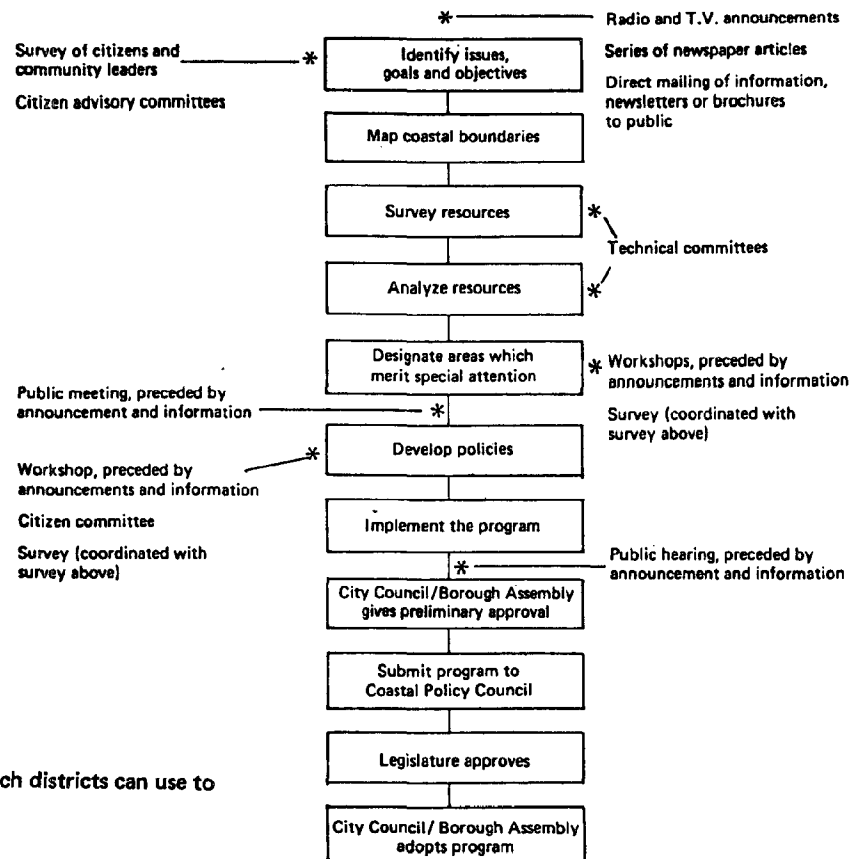 * Radio and T.V. announcements
Series of newspaper articles
Direct mailing of information,
newsletters or brochures
to public
Survey of citizens and
community leaders
*
Citizen advisory committees
Identify issues,
goals and objectives
Map coastal boundaries
Survey resources
*
Technical committees
Analyze resources
*
Designate areas which
merit special attention
* Workshops, preceded by
announcements and information
Survey (coordinated with
survey above)
Public meeting, preceded by
announcement and information
*
Develop policies
*
Workshop, preceded by
announcements and information
Citizen committee
Survey (coordinated with
survey above)
Implement the program
*
Public hearing, preceded by
announcement and information
City Council/Borough Assembly
gives preliminary approval
Submit program to
Coastal Policy Council
Legislature approves
ch districts can use to
City Council/Borough Assembly
adopts program